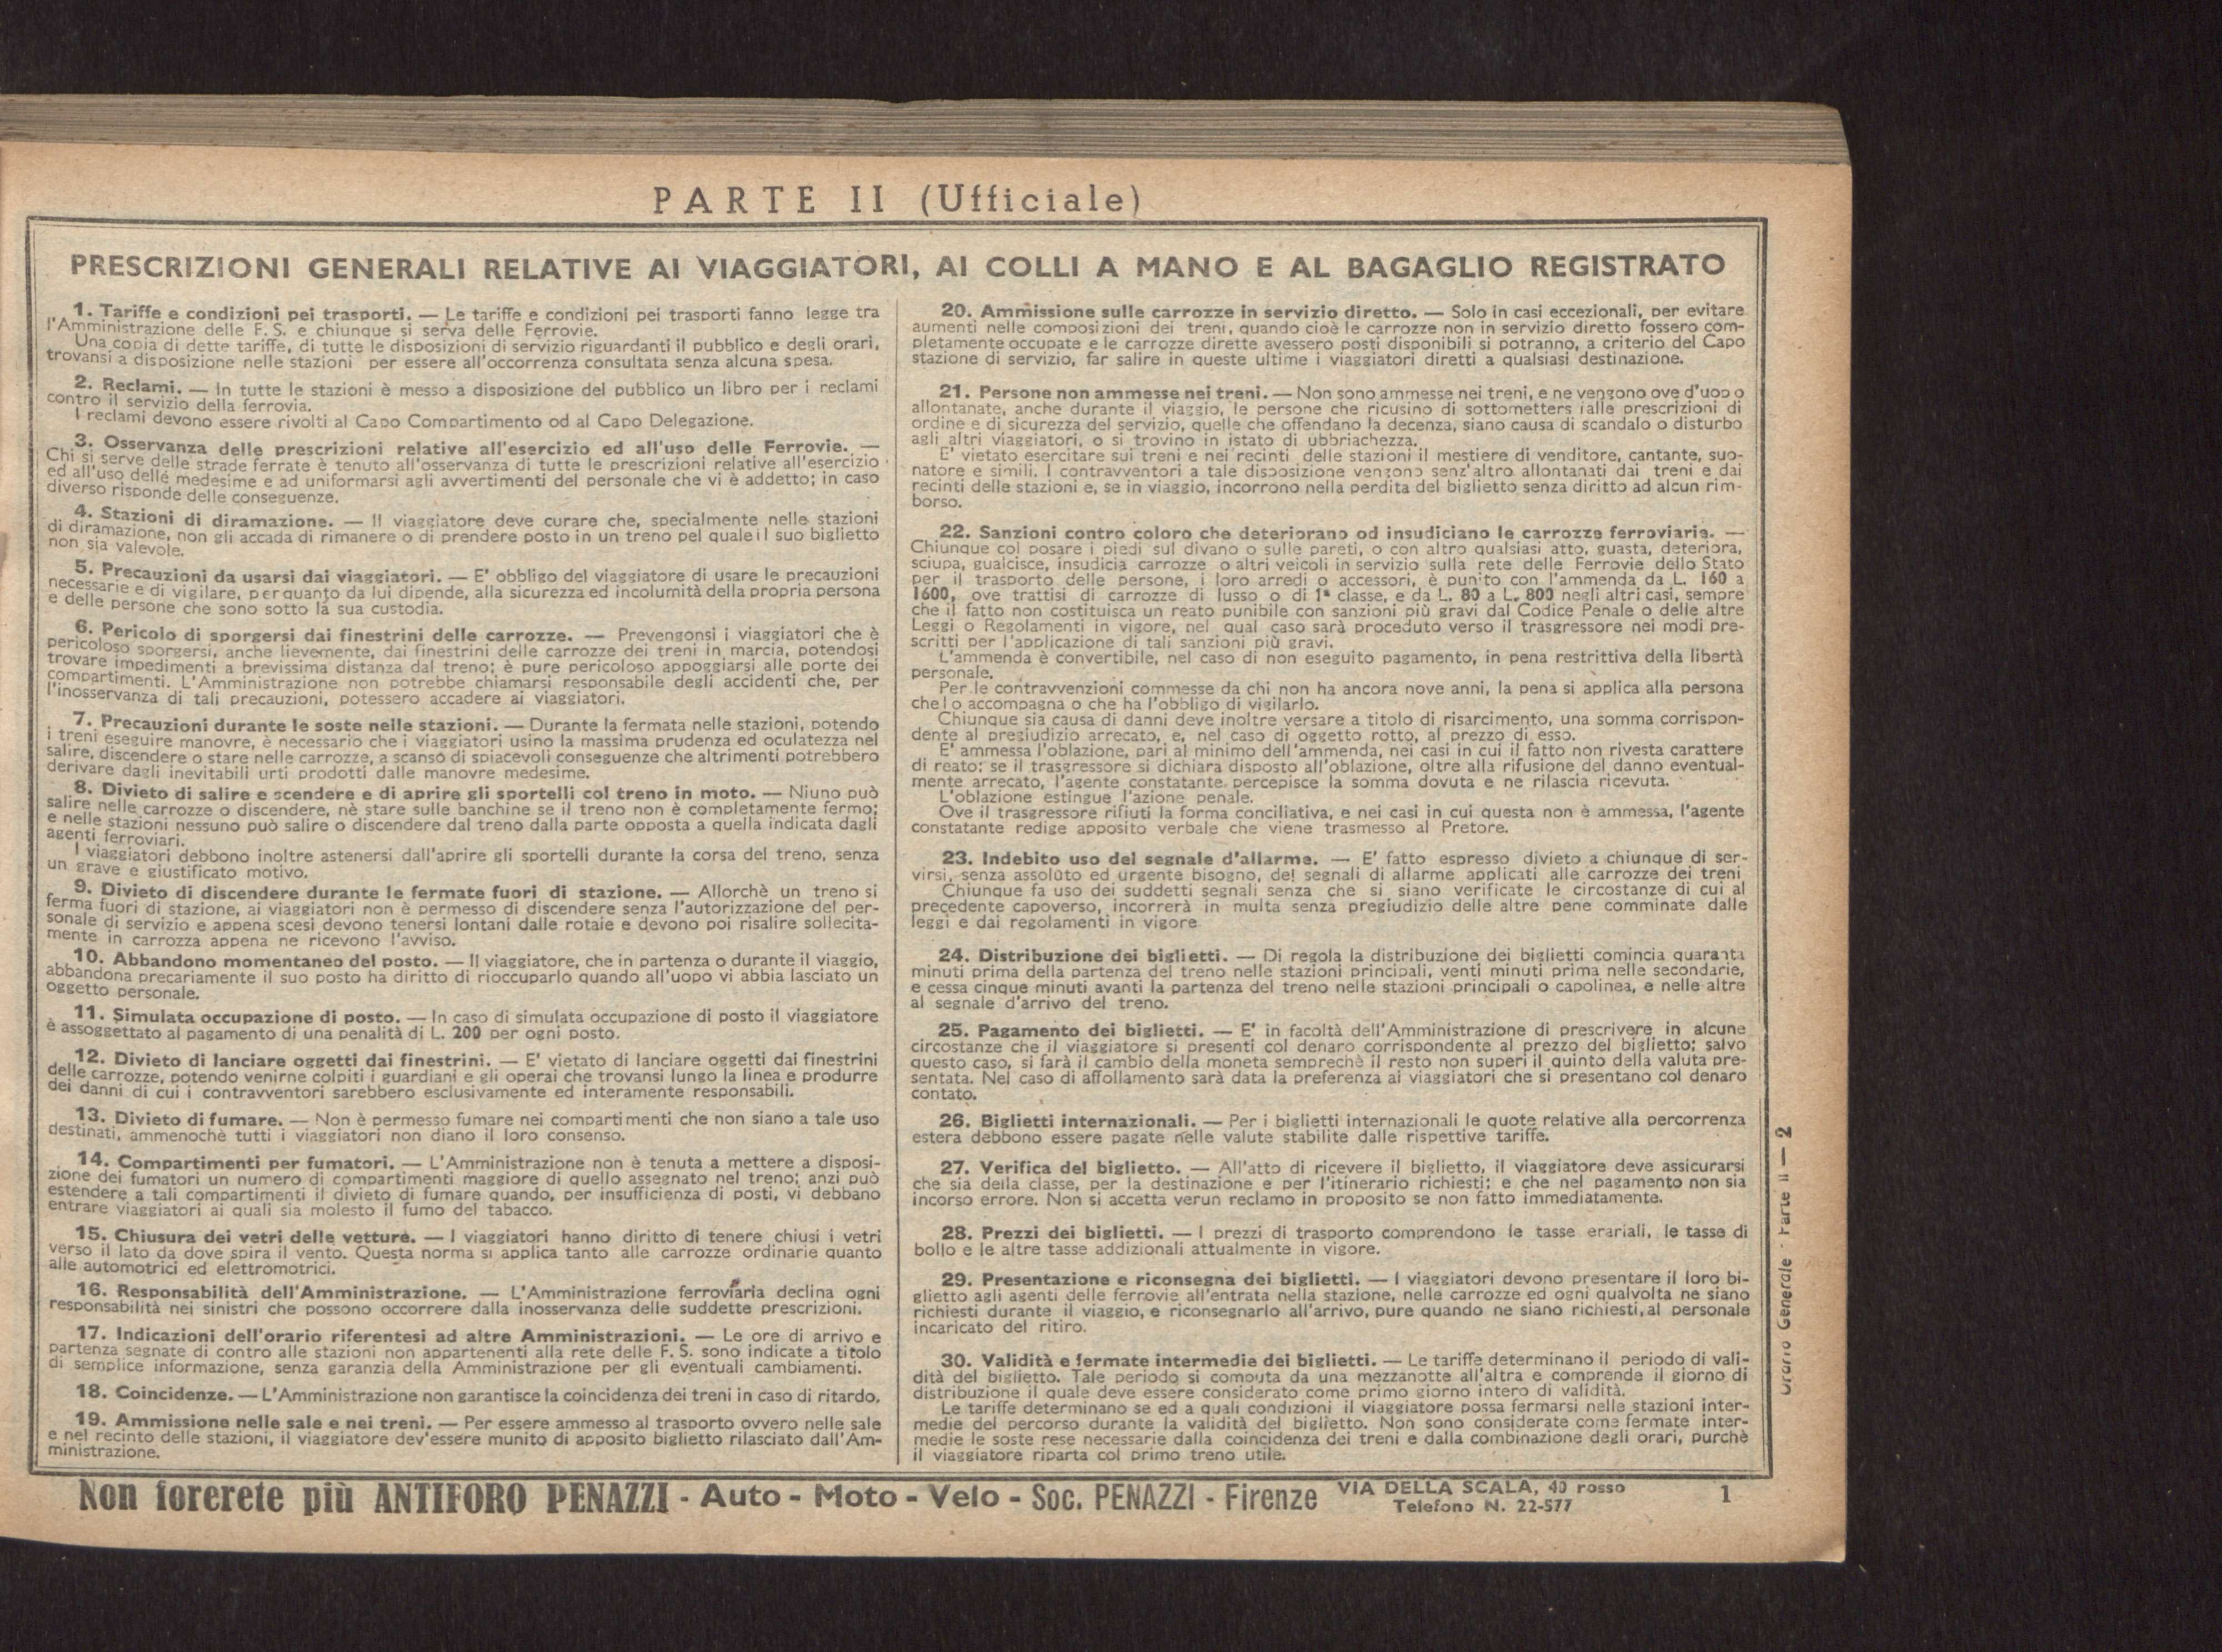 PARTE II (Ufficiale)
PRESCRIZIONI GENERALI RELATIVE AI VIAGGIATORI, AI COLLI A MANO E AL BAGAGLIO REGISTRATO
1. Tariffe e condizioni pei trasporti. — Le tariffe e condizioni pei trasporti fanno legge tra
l'Amministrazione delle F. S. e chiunque si serva delle Ferrovie.
Una copia di dette tariffe, di tutte le disposizioni di servizio riguardanti il pubblico e degli orari,
trovansi a disposizione nelle stazioni per essere all'occorrenza consultata senza alcuna spesa.
2. Reclami. — In tutte le stazioni è messo a disposizione del pubblico un libro per i reclami
contro il servizio della ferrovia.
I reclami devono essere rivolti al Capo Compartimento od al Capo Delegazione.
3. Osservanza delle prescrizioni relative all'esercizio ed all'uso delle Ferrovie. —
Chi si serve delle strade ferrate è tenuto all'osservanza di tutte le prescrizioni relative all'esercizio
ed all'uso delle medesime e ad uniformarsi agli avvertimenti del personale che vi è addetto; in caso
diverso risponde delle conseguenze.
4. Stazioni di diramazione. — Il viaggiatore deve curare che, specialmente nelle stazioni
di diramazione, non gli accada di rimanere o di prendere posto in un treno pel quale il suo biglietto
non sia valevole.
5. Precauzioni da usarsi dai viaggiatori. — E' obbligo del viaggiatore di usare le precauzioni
necessarie e di vigilare, per quanto da lui dipende, alla sicurezza ed incolumità della propria persona
e delle persone che sono sotto la sua custodia.
6. Pericolo di sporgersi dai finestrini delle carrozze. — Prevengonsi i viaggiatori che è
pericoloso sporgersi, anche lievemente, dai finestrini delle carrozze dei treni in marcia, potendosi
trovare impedimenti a brevissima distanza dal treno; è pure pericoloso appoggiarsi alle porte dei
compartimenti. L'Amministrazione non potrebbe chiamarsi responsabile degli accidenti che, per
l'inosservanza di tali precauzioni, potessero accadere ai viaggiatori.
7. Precauzioni durante le soste nelle stazioni. — Durante la fermata nelle stazioni, potendo
i treni eseguire manovre, è necessario che i viaggiatori usino la massima prudenza ed oculatezza nel
salire, discendere o stare nelle carrozze, a scanso di spiacevoli conseguenze che altrimenti potrebbero
derivare dagli inevitabili urti prodotti dalle manovre medesime.
8. Divieto di salire e scendere e di aprire gli sportelli col treno in moto. — Niuno può
salire nelle carrozze o discendere, nè stare sulle banchine se il treno non è completamente fermo;
e nelle stazioni nessuno può salire o discendere dal treno dalla parte opposta a quella indicata dagli
agenti ferroviari.
I viaggiatori debbono inoltre astenersi dall'aprire gli sportelli durante la corsa del treno, senza
un grave e giustificato motivo.
9. Divieto di discendere durante le fermate fuori di stazione. — Allorchè un treno si
ferma fuori di stazione, ai viaggiatori non è permesso di discendere senza l'autorizzazione del per-
sonale di servizio e appena scesi devono tenersi lontani dalle rotaie e devono poi risalire sollecita-
mente in carrozza appena ne ricevono l'avviso.
10. Abbandono momentaneo del posto. — Il viaggiatore, che in partenza o durante il viaggio,
abbandona precariamente il suo posto ha diritto di rioccuparlo quando all'uopo vi abbia lasciato un
oggetto personale.
11. Simulata occupazione di posto. — In caso di simulata occupazione di posto il viaggiatore
è assoggettato al pagamento di una penalità di L. 200 per ogni posto.
12. Divieto di lanciare oggetti dai finestrini. — E' vietato di lanciare oggetti dai finestrini
delle carrozze, potendo venirne colpiti i guardiani e gli operai che trovansi lungo la linea e produrre
dei danni di cui i contravventori sarebbero esclusivamente ed interamente responsabili.
13. Divieto di fumare. — Non è permesso fumare nei compartimenti che non siano a tale uso
destinati, ammenochè tutti i viaggiatori non diano il loro consenso.
14. Compartimenti per fumatori. — L'Amministrazione non è tenuta a mettere a disposi-
zione dei fumatori un numero di compartimenti maggiore di quello assegnato nel treno; anzi può
estendere a tali compartimenti il divieto di fumare quando, per insufficienza di posti, vi debbano
entrare viaggiatori ai quali sia molesto il fumo del tabacco.
15. Chiusura dei vetri delle vetture. — I viaggiatori hanno diritto di tenere chiusi i vetri
verso il lato da dove spira il vento. Questa norma si applica tanto alle carrozze ordinarie quanto
alle automotrici ed elettromotrici.
16. Responsabilità dell'Amministrazione. — L'Amministrazione ferroviaria declina ogni
responsabilità nei sinistri che possono occorrere dalla inosservanza delle suddette prescrizioni.
17. Indicazioni dell'orario riferentesi ad altre Amministrazioni. — Le ore di arrivo e
partenza segnate di contro alle stazioni non appartenenti alla rete delle F. S. sono indicate a titolo
di semplice informazione, senza garanzia della Amministrazione per gli eventuali cambiamenti.
18. Coincidenze. — L'Amministrazione non garantisce la coincidenza dei treni in caso di ritardo.
19. Ammissione nelle sale e nei treni. — Per essere ammesso al trasporto ovvero nelle sale
e nel recinto delle stazioni, il viaggiatore dev'essere munito di apposito biglietto rilasciato dall'Am-
ministrazione.
20. Ammissione sulle carrozze in servizio diretto. — Solo in casi eccezionali, per evitare
aumenti nelle composizioni dei treni, quando cioè le carrozze non in servizio diretto fossero com-
pletamente occupate e le carrozze dirette avessero posti disponibili si potranno, a criterio del Capo
stazione di servizio, far salire in queste ultime i viaggiatori diretti a qualsiasi destinazione.
21. Persone non ammesse nei treni. — Non sono ammesse nei treni, e ne vengono ove d'uopo
allontanate, anche durante il viaggio, le persone che ricusino di sottometters ialle prescrizioni di
ordine e di sicurezza del servizio, quelle che offendano la decenza, siano causa di scandalo o disturbo
agli altri viaggiatori, o si trovino in istato di ubbriachezza.
E' vietato esercitare sui treni e nei recinti delle stazioni il mestiere di venditore, cantante, suo-
natore e simili. I contravventori a tale disposizione vengono senz'altro allontanati dai treni e dai
recinti delle stazioni e, se in viaggio, incorrono nella perdita del biglietto senza diritto ad alcun rim-
borso.
22. Sanzioni contro coloro che deteriorano od insudiciano le carrozze ferroviarie. —
Chiunque col posare i piedi sul divano o sulle pareti, o con altro qualsiasi atto, guasta, deteriora,
sciupa, gualcisce, insudicia carrozze o altri veicoli in servizio sulla rete delle Ferrovie dello Stato
per il trasporto delle persone, i loro arredi o accessori, è punito con l'ammenda da L. 160 a
1600, ove trattisi di carrozze di lusso o di 1ª classe, e da L. 80 a L. 800 negli altri casi, sempre
che il fatto non costituisca un reato punibile con sanzioni più gravi dal Codice Penale o delle altre
Leggi o Regolamenti in vigore, nel qual caso sarà proceduto verso il trasgressore nei modi pre-
scritti per l'applicazione di tali sanzioni più gravi.
L'ammenda è convertibile, nel caso di non eseguito pagamento, in pena restrittiva della libertà
personale.
Per le contravvenzioni commesse da chi non ha ancora nove anni, la pena si applica alla persona
che lo accompagna o che ha l'obbligo di vigilarlo.
Chiunque sia causa di danni deve inoltre versare a titolo di risarcimento, una somma corrispon-
dente al pregiudizio arrecato, e, nel caso di oggetto rotto, al prezzo di esso.
E' ammessa l'oblazione, pari al minimo dell'ammenda, nei casi in cui il fatto non rivesta carattere
di reato; se il trasgressore si dichiara disposto all'oblazione, oltre alla rifusione del danno eventual-
mente arrecato, l'agente constatante percepisce la somma dovuta e ne rilascia ricevuta.
L'oblazione estingue l'azione penale.
Ove il trasgressore rifiuti la forma conciliativa, e nei casi in cui questa non è ammessa, l'agente
constatante redige apposito verbale che viene trasmesso al Pretore.
23. Indebito uso del segnale d'allarme. — E' fatto espresso divieto a chiunque di ser-
virsi, senza assoluto ed urgente bisogno, dei segnali di allarme applicati alle carrozze dei treni
Chiunque fa uso dei suddetti segnali senza che si siano verificate le circostanze di cui al
precedente capoverso, incorrerà in multa senza pregiudizio delle altre pene comminate dalle
leggi e dai regolamenti in vigore
24. Distribuzione dei biglietti. — Di regola la distribuzione dei biglietti comincia quaranta
minuti prima della partenza del treno nelle stazioni principali, venti minuti prima nelle secondarie,
e cessa cinque minuti avanti la partenza del treno nelle stazioni principali o capolinea, e nelle altre
al segnale d'arrivo del treno.
25. Pagamento dei biglietti. — E' in facoltà dell'Amministrazione di prescrivere in alcune
circostanze che il viaggiatore si presenti col denaro corrispondente al prezzo del biglietto; salvo
questo caso, si farà il cambio della moneta semprechè il resto non superi il quinto della valuta pre-
sentata. Nel caso di affollamento sarà data la preferenza ai viaggiatori che si presentano col denaro
contato.
26. Biglietti internazionali. — Per i biglietti internazionali le quote relative alla percorrenza
estera debbono essere pagate nelle valute stabilite dalle rispettive tariffe.
27. Verifica del biglietto. — All'atto di ricevere il biglietto, il viaggiatore deve assicurarsi
che sia della classe, per la destinazione e per l'itinerario richiesti; e che nel pagamento non sia
incorso errore. Non si accetta verun reclamo in proposito se non fatto immediatamente.
28. Prezzi dei biglietti. — I prezzi di trasporto comprendono le tasse erariali, le tasse di
bollo e le altre tasse addizionali attualmente in vigore.
29. Presentazione e riconsegna dei biglietti. — I viaggiatori devono presentare il loro bi-
glietto agli agenti delle ferrovie all'entrata nella stazione, nelle carrozze ed ogni qualvolta ne siano
richiesti durante il viaggio, e riconsegnarlo all'arrivo, pure quando ne siano richiesti, al personale
incaricato del ritiro.
30. Validità e fermate intermedie dei biglietti. — Le tariffe determinano il periodo di vali-
dità del biglietto. Tale periodo si computa da una mezzanotte all'altra e comprende il giorno di
distribuzione il quale deve essere considerato come primo giorno intero di validità.
Le tariffe determinano se ed a quali condizioni il viaggiatore possa fermarsi nelle stazioni inter-
medie del percorso durante la validità del biglietto. Non sono considerate come fermate inter-
medie le soste rese necessarie dalla coincidenza dei treni e dalla combinazione degli orari, purchè
il viaggiatore riparta col primo treno utile.
Orario Generale - Parte II — 2
Non forerete più ANTIFORO PENAZZI - Auto - Moto - Velo - Soc. PENAZZI - Firenze VIA DELLA SCALA, 40 rosso
Telefono N. 22-577
1